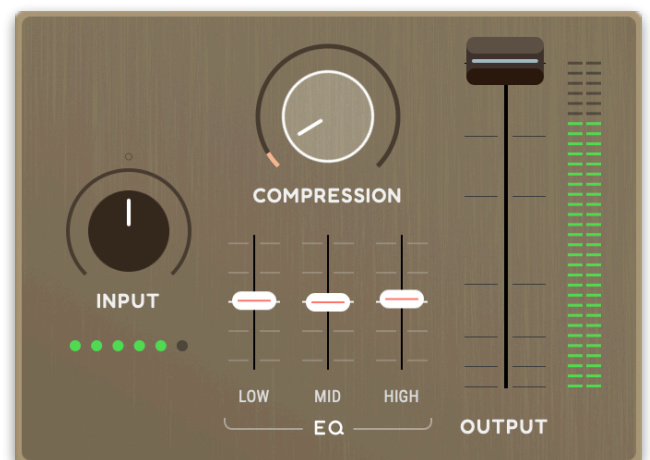 COMPRESSION
INPUT
LOW MID HIGH
EQ
OUTPUT